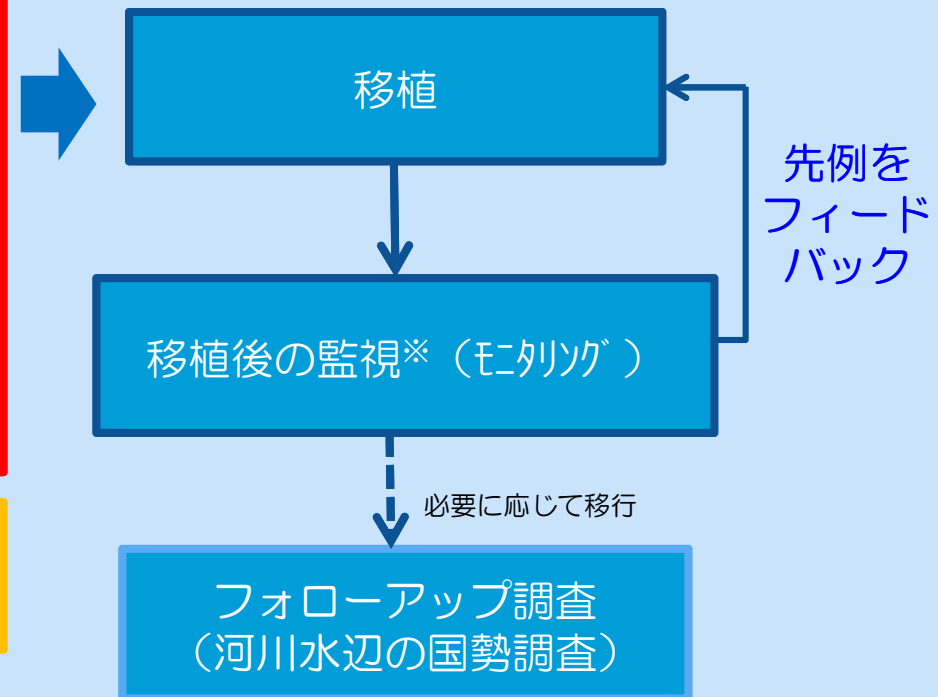 移植
先例を
フィード
バック
移植後の監視※（ﾓﾆﾀﾘﾝｸﾞ）
必要に応じて移行
フォローアップ調査
（河川水辺の国勢調査）